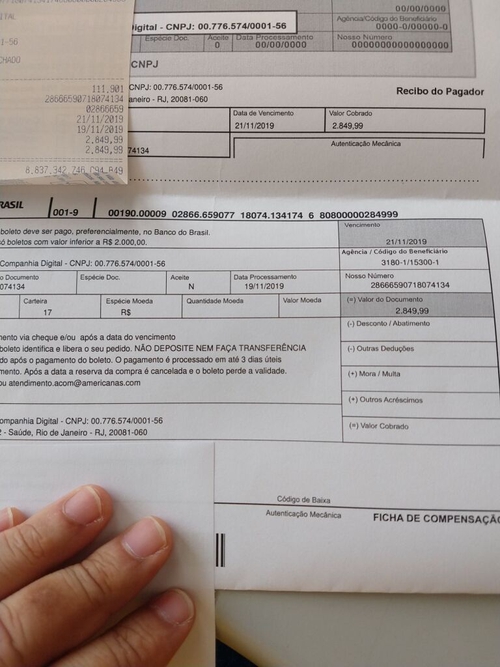 00/00/0000
Digital - CNPJ: 00.776.574/0001-56
Agência/Código do Beneficiário
0000-0/00000-0
Espécie Doc. Aceite Data Processamento Nosso Número
0 00/00/0000 00000000000000000
CNPJ
CNPJ: 00.776.574/0001-56
Janeiro - RJ, 20081-060
Recibo do Pagador
Data de Vencimento Valor Cobrado
21/11/2019 2.849,99
74134
Autenticação Mecânica
DIGITAL
1-56
111.901
28666590718074134
02866659
21/11/2019
19/11/2019
2.849,99
2.849,99
RASIL 001-9 00190.00009 02866.659077 18074.134174 6 80800000284999
boleto deve ser pago, preferencialmente, no Banco do Brasil.
boletos com valor inferior a R$ 2.000,00.
Vencimento
21/11/2019
Companhia Digital - CNPJ: 00.776.574/0001-56
Agência / Código do Beneficiário
3180-1/15300-1
Documento Espécie Doc. Aceite Data Processamento Nosso Número
074134 N 19/11/2019 28666590718074134
Carteira Espécie Moeda Quantidade Moeda Valor Moeda (=) Valor do Documento
17 R$ 2.849,99
(-) Desconto / Abatimento
mento via cheque e/ou após a data do vencimento
boleto identifica e libera o seu pedido. NÃO DEPOSITE NEM FAÇA TRANSFERÊNCIA
(-) Outras Deduções
do após o pagamento do boleto. O pagamento é processado em até 3 dias úteis
mento. Após a data a reserva da compra é cancelada e o boleto perde a validade.
(+) Mora / Multa
ou atendimento.acom@americanas.com
(+) Outros Acréscimos
ompanhia Digital - CNPJ: 00.776.574/0001-56
(=) Valor Cobrado
2 - Saúde, Rio de Janeiro - RJ, 20081-060
Código de Baixa
Autenticação Mecânica FICHA DE COMPENSAÇÃO